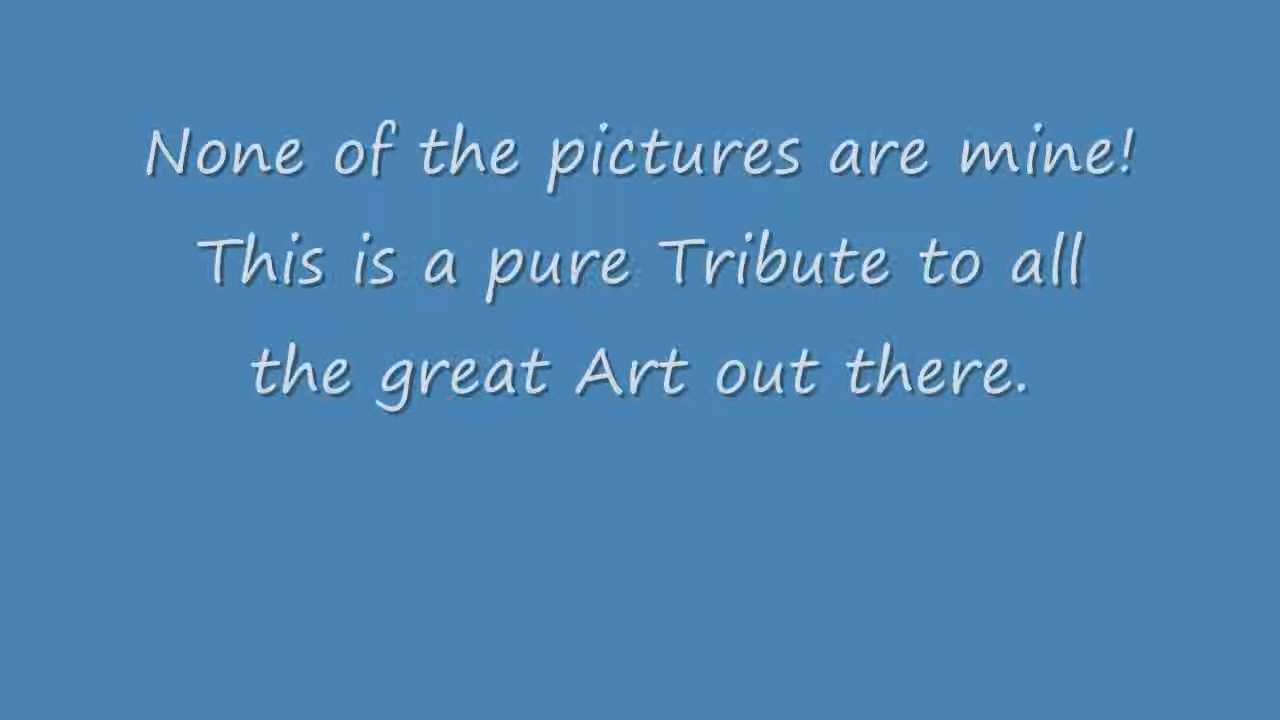 None of the pictures are mine!
This is a pure Tribute to all
the great Art out there.